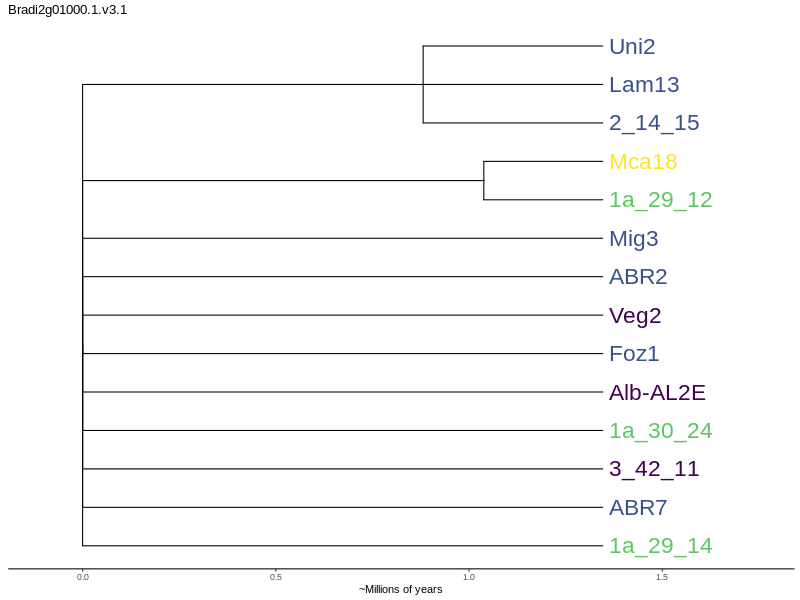 Bradi2g01000.1.v3.1
Uni2
Lam13
2_14_15
Mca18
1a_29_12
Mig3
ABR2
Veg2
Foz1
Alb-AL2E
1a_30_24
3_42_11
ABR7
1a_29_14
0.0 0.5 1.0 1.5
~Millions of years